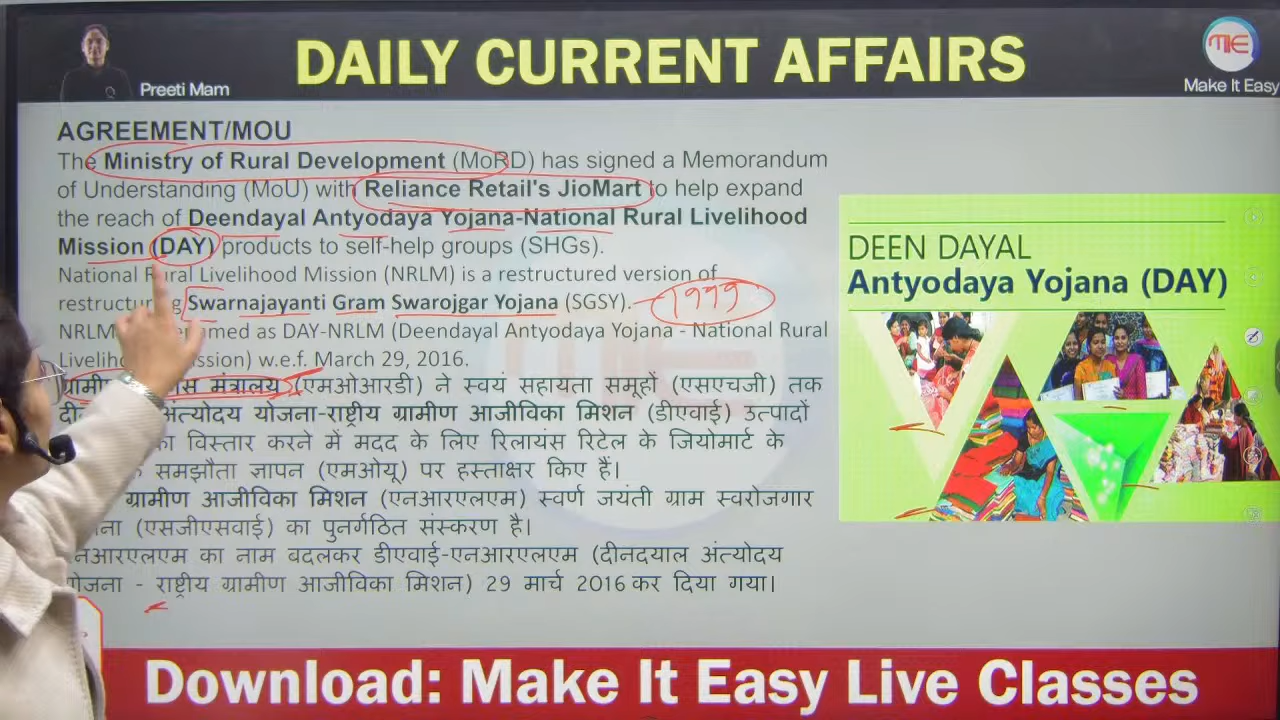 DAILY CURRENT AFFAIRS
Preeti Mam
MIE
Make It Easy
AGREEMENT/MOU
The Ministry of Rural Development (MoRD) has signed a Memorandum
of Understanding (MoU) with Reliance Retail's JioMart to help expand
the reach of Deendayal Antyodaya Yojana-National Rural Livelihood
Mission (DAY) products to self-help groups (SHGs).
National Rural Livelihood Mission (NRLM) is a restructured version of
Swarnajayanti Gram Swarojgar Yojana (SGSY). 1999
NRLM as DAY-NRLM (Deendayal Antyodaya Yojana - National Rural
w.e.f. March 29, 2016.
मंत्रालय (एमओआरडी) ने स्वयं सहायता समूहों (एसएचजी) तक
अंत्योदय योजना-राष्ट्रीय ग्रामीण आजीविका मिशन (डीएवाई) उत्पादों
विस्तार करने में मदद के लिए रिलायंस रिटेल के जियोमार्ट के
समझौता ज्ञापन (एमओयू) पर हस्ताक्षर किए हैं।
ग्रामीण आजीविका मिशन (एनआरएलएम) स्वर्ण जयंती ग्राम स्वरोजगार
(एसजीएसवाई) का पुनर्गठित संस्करण है।
का नाम बदलकर डीएवाई-एनआरएलएम (दीनदयाल अंत्योदय
- राष्ट्रीय ग्रामीण आजीविका मिशन) 29 मार्च 2016 कर दिया गया।
DEEN DAYAL
Antyodaya Yojana (DAY)
Download: Make It Easy Live Classes